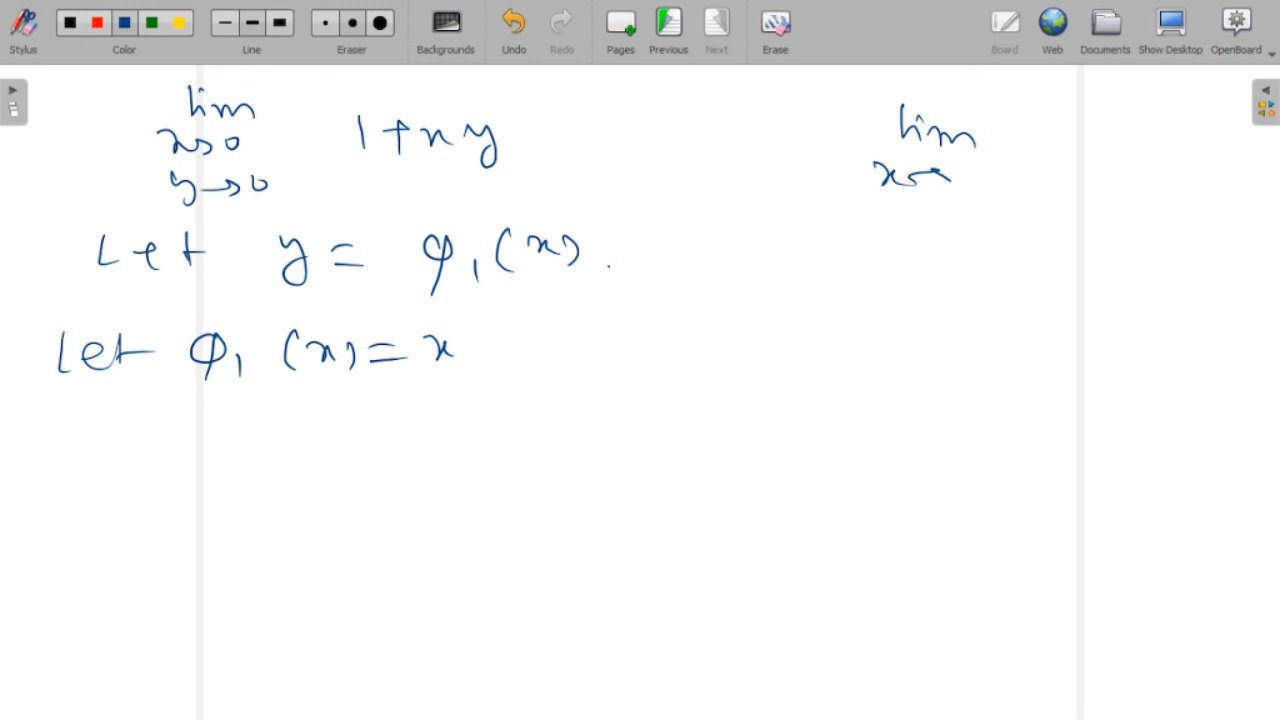 Stylus
Color
Line
Eraser
Backgrounds
Undo
Redo
Pages
Previous
Next
Erase
Board
Web
Documents
Show Desktop
OpenBoard
lim 1+xy
x→0
y→0
lim
x→
Let y = φ₁(x).
Let φ₁(x) = x